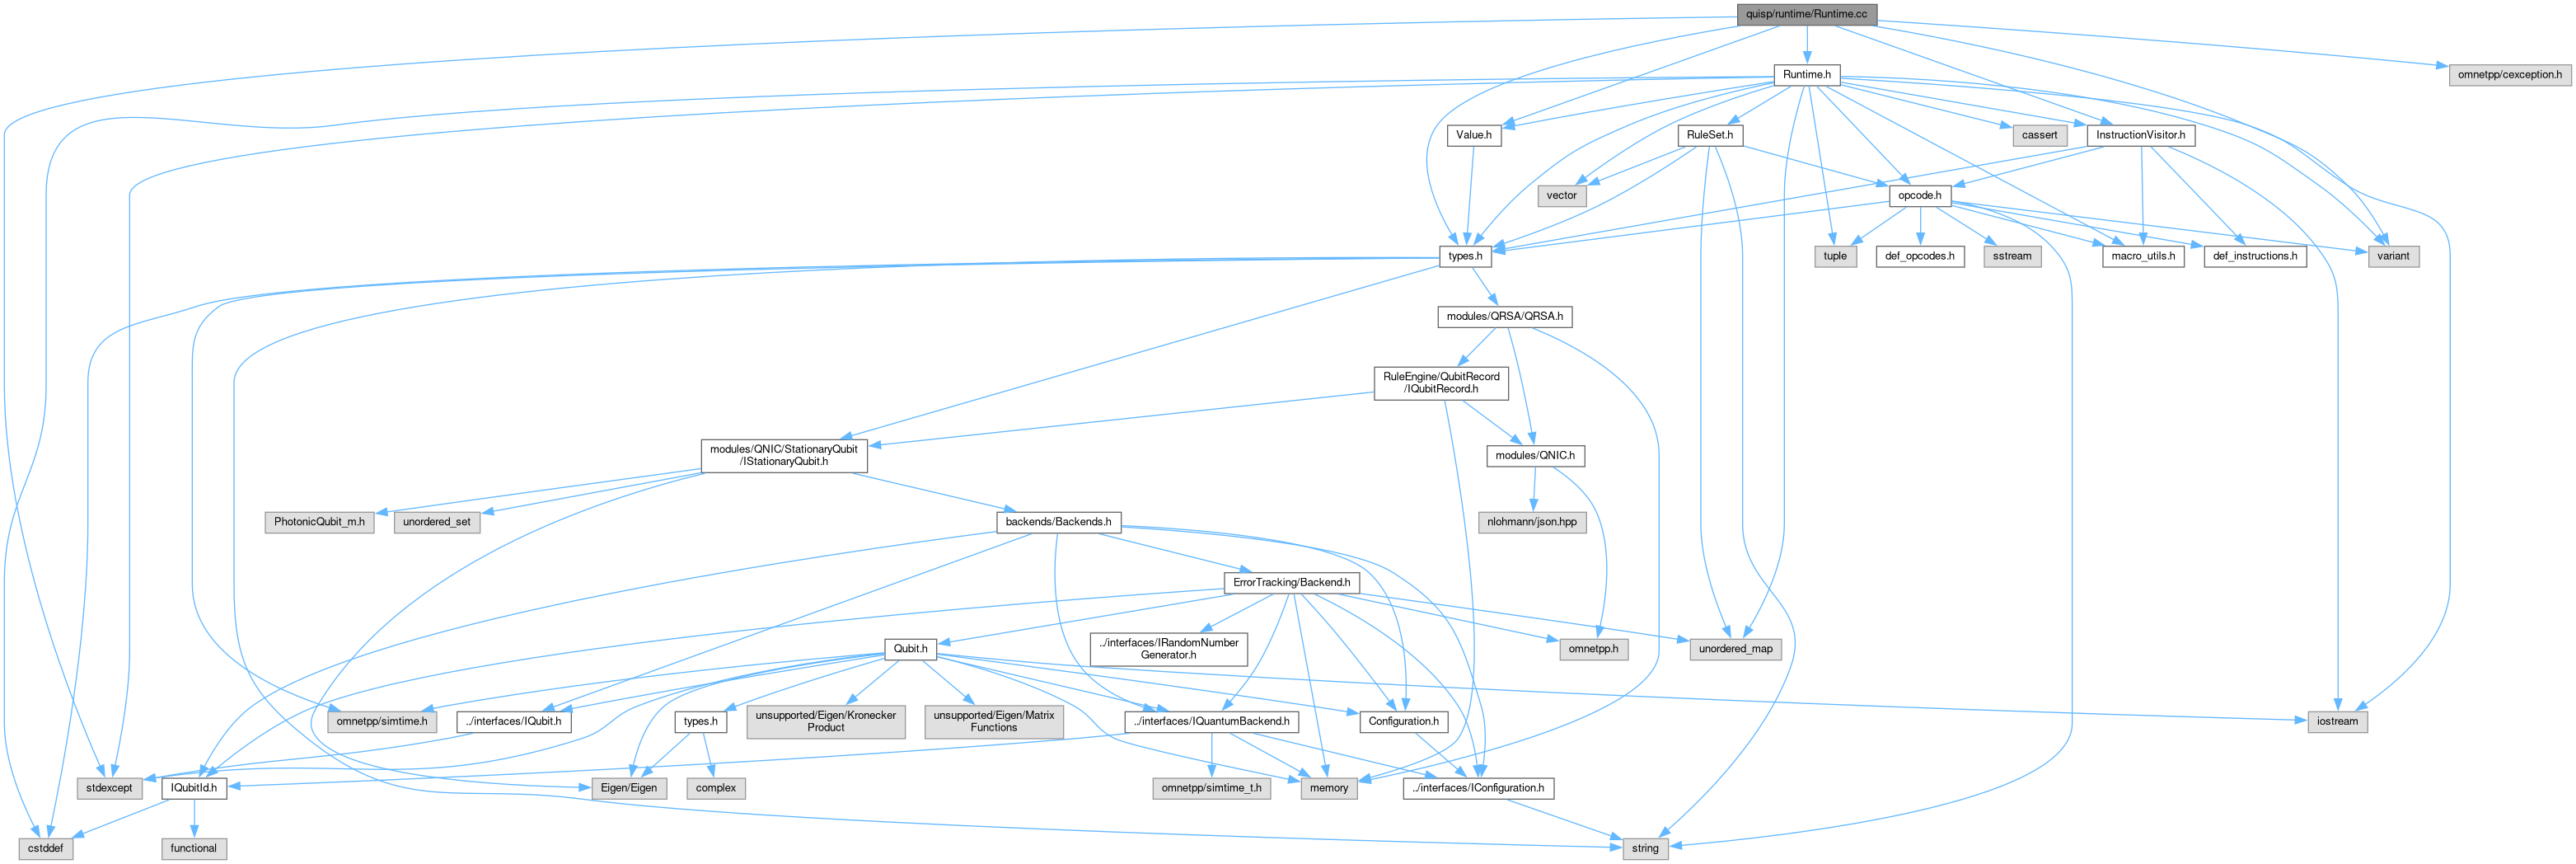 quisp/runtime/Runtime.cc
Runtime.h
omnetpp/cexception.h
Value.h
RuleSet.h
cassert
InstructionVisitor.h
vector
opcode.h
types.h
tuple
def_opcodes.h
sstream
macro_utils.h
def_instructions.h
variant
modules/QRSA/QRSA.h
RuleEngine/QubitRecord
/IQubitRecord.h
modules/QNIC/StationaryQubit
/IStationaryQubit.h
modules/QNIC.h
PhotonicQubit_m.h
unordered_set
backends/Backends.h
nlohmann/json.hpp
ErrorTracking/Backend.h
Qubit.h
../interfaces/IRandomNumber
Generator.h
omnetpp.h
unordered_map
omnetpp/simtime.h
../interfaces/IQubit.h
types.h
unsupported/Eigen/Kronecker
Product
unsupported/Eigen/Matrix
Functions
../interfaces/IQuantumBackend.h
Configuration.h
iostream
stdexcept
IQubitId.h
Eigen/Eigen
complex
omnetpp/simtime_t.h
memory
../interfaces/IConfiguration.h
cstddef
functional
string